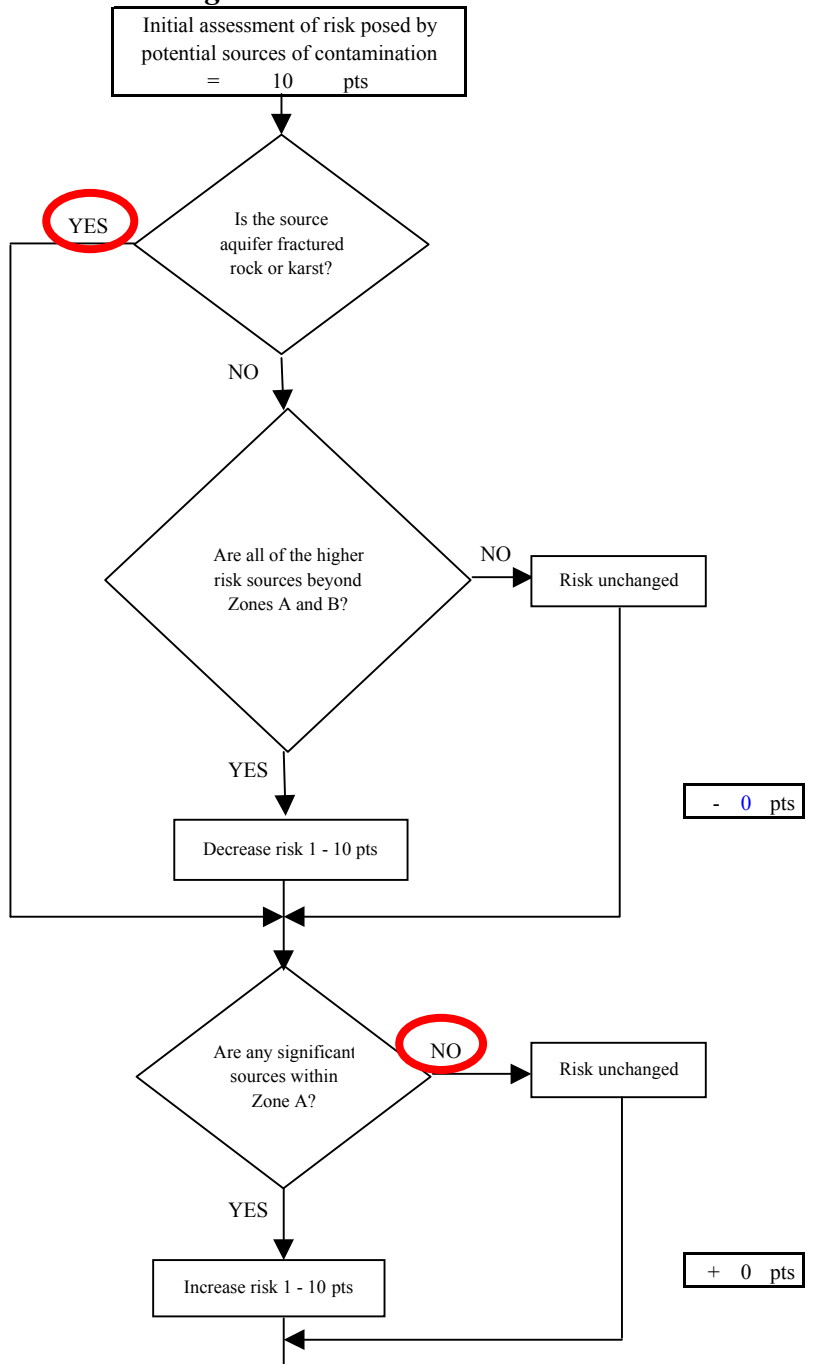 Initial assessment of risk posed by
potential sources of contamination
= 10 pts
YES
Is the source
aquifer fractured
rock or karst?
NO
Are all of the higher
risk sources beyond
Zones A and B?
NO
Risk unchanged
YES
- 0 pts
Decrease risk 1 - 10 pts
Are any significant
sources within
Zone A?
NO
Risk unchanged
YES
+ 0 pts
Increase risk 1 - 10 pts